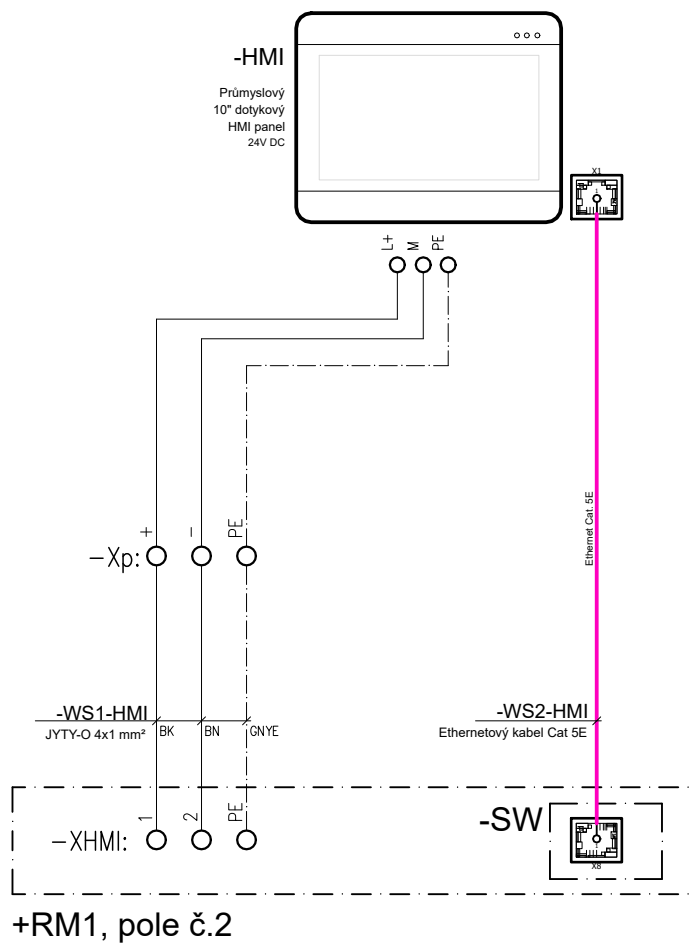 -HMI
Průmyslový
10" dotykový
HMI panel
24V DC
X1
L+
M
PE
Ethernet Cat. 5E
+
−
PE
−Xp:
-WS1-HMI
JYTY-O 4x1 mm²
BK
BN
GNYE
-WS2-HMI
Ethernetový kabel Cat 5E
1
2
PE
−XHMI:
-SW
X8
+RM1, pole č.2